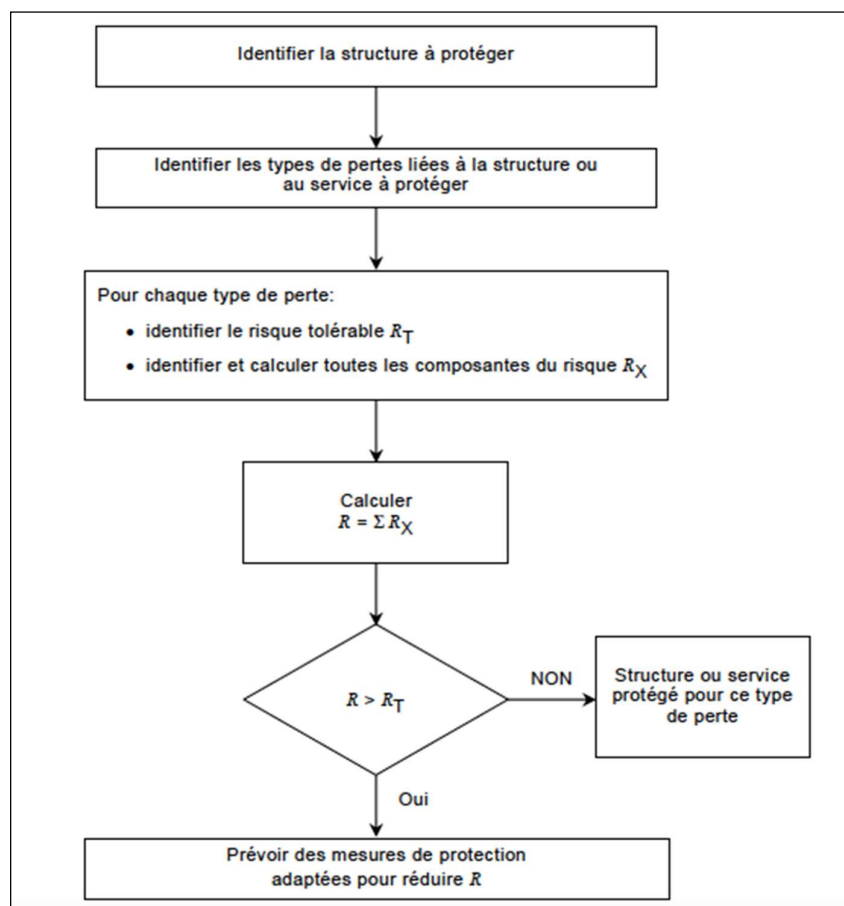 Identifier la structure à protéger
Identifier les types de pertes liées à la structure ou
au service à protéger
Pour chaque type de perte:
• identifier le risque tolérable RT
• identifier et calculer toutes les composantes du risque RX
Calculer
R = Σ RX
R > RT
NON
Structure ou service
protégé pour ce type
de perte
Oui
Prévoir des mesures de protection
adaptées pour réduire R